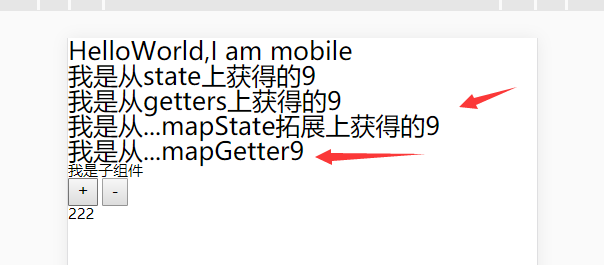 HelloWorld,I am mobile
我是从state上获得的9
我是从getters上获得的9
我是从...mapState拓展上获得的9
我是从...mapGetter9
我是子组件
+ -
222